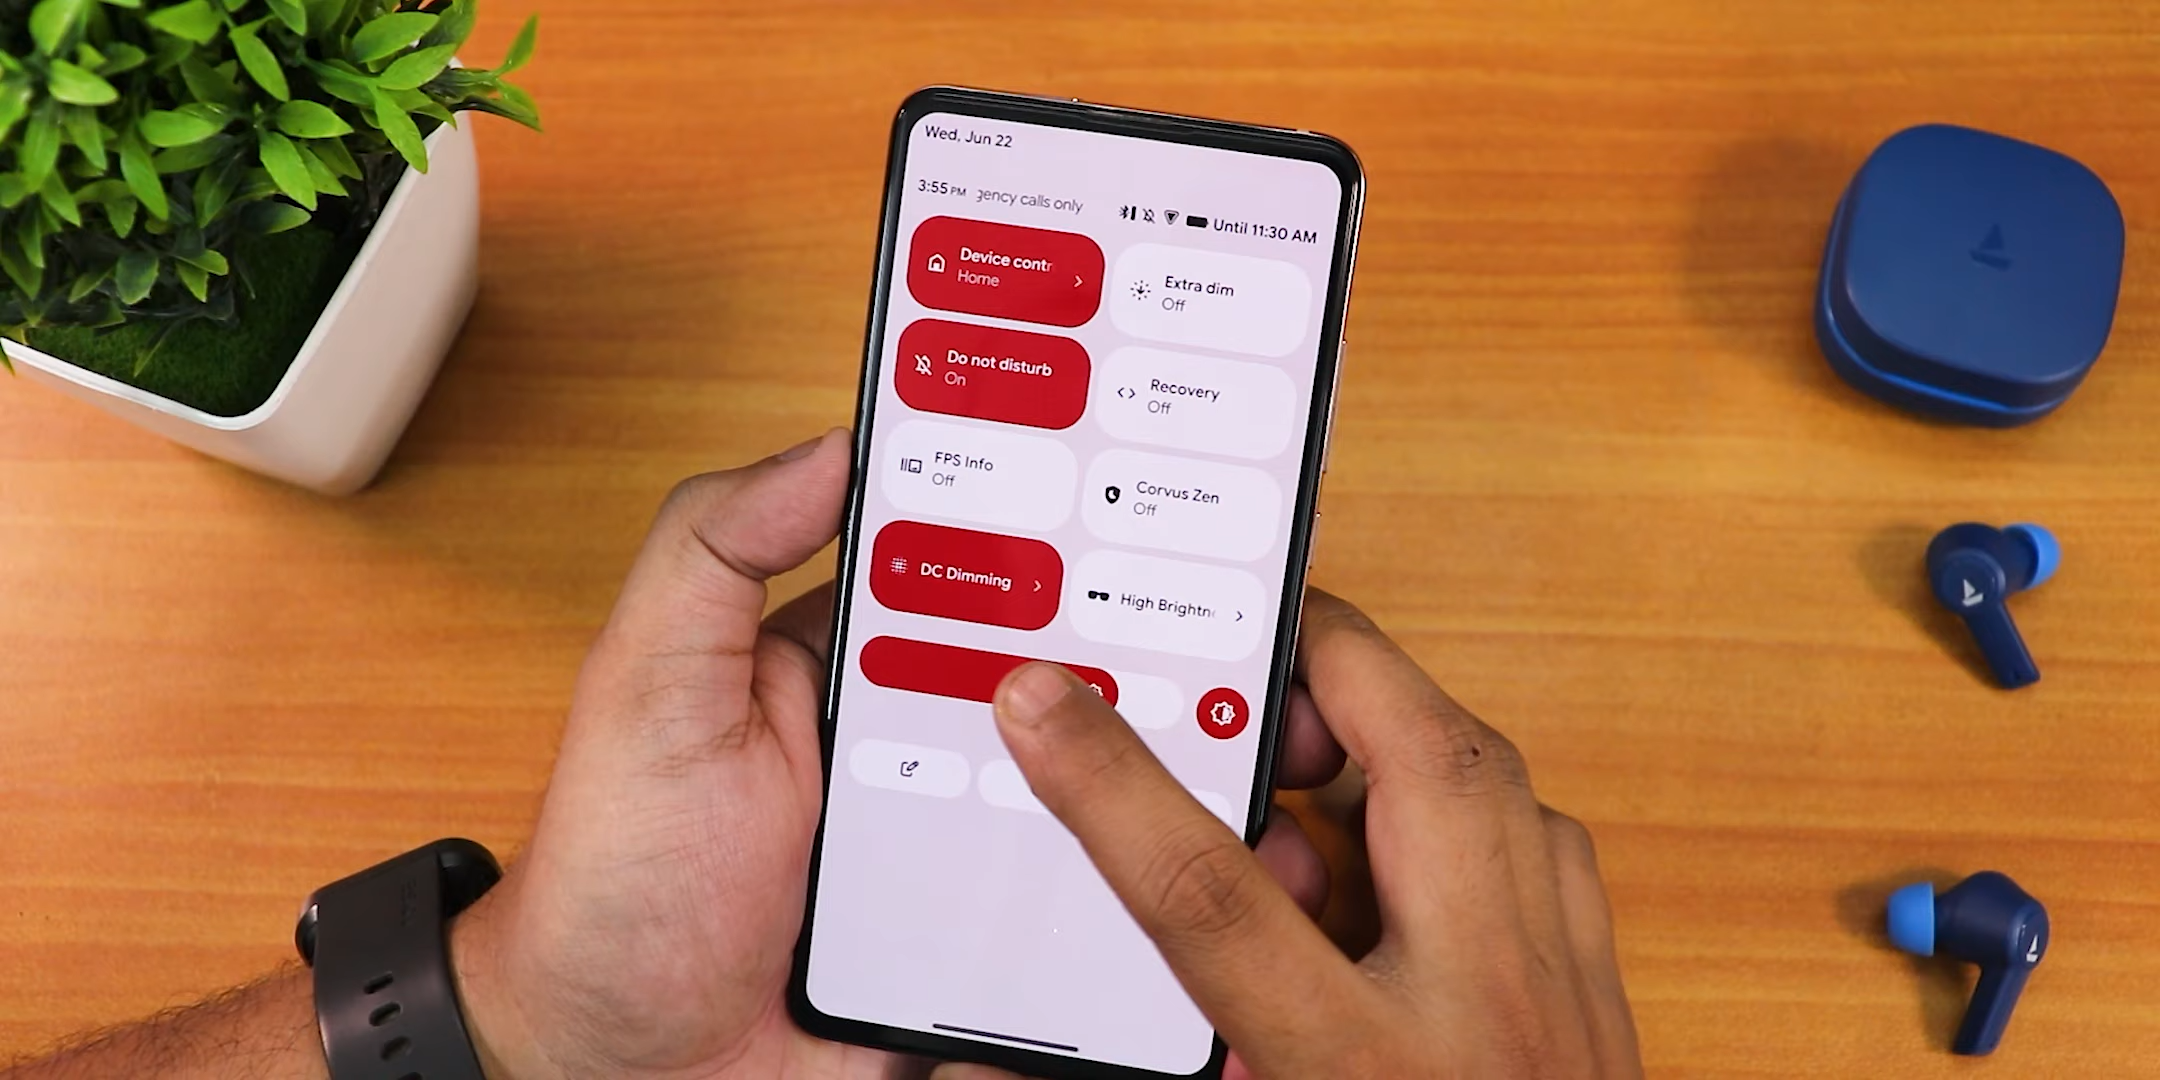 Wed, Jun 22
3:55 PM gency calls only Until 11:30 AM
Device contr
Home
Extra dim
Off
Do not disturb
On
Recovery
Off
FPS Info
Off
Corvus Zen
Off
DC Dimming
High Brightn